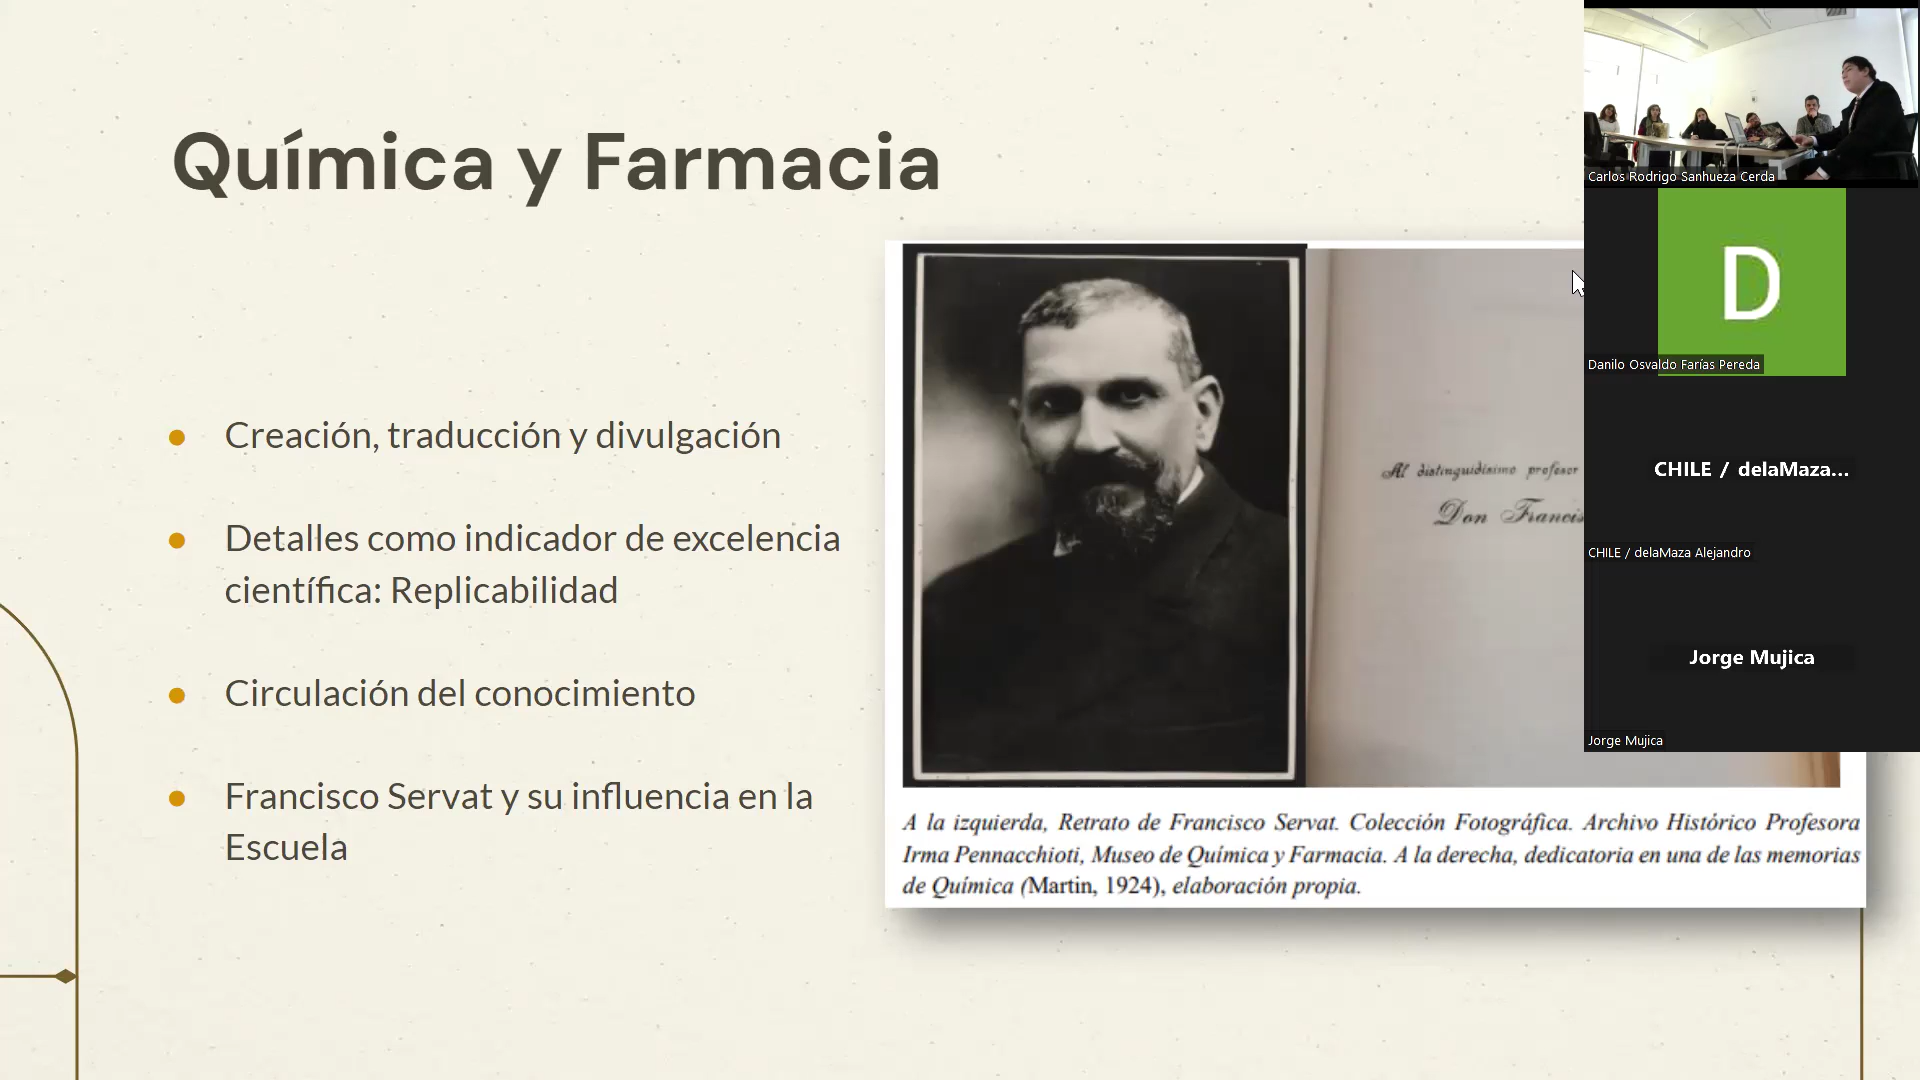 Química y Farmacia
Creación, traducción y divulgación
Detalles como indicador de excelencia
científica: Replicabilidad
Circulación del conocimiento
Francisco Servat y su influencia en la
Escuela
Al distinguidísimo profesor
Don Francis
A la izquierda, Retrato de Francisco Servat. Colección Fotográfica. Archivo Histórico Profesora
Irma Pennacchioti, Museo de Química y Farmacia. A la derecha, dedicatoria en una de las memorias
de Química (Martin, 1924), elaboración propia.
Carlos Rodrigo Sanhueza Cerda
D
Danilo Osvaldo Farías Pereda
CHILE / delaMaza...
CHILE / delaMaza Alejandro
Jorge Mujica
Jorge Mujica